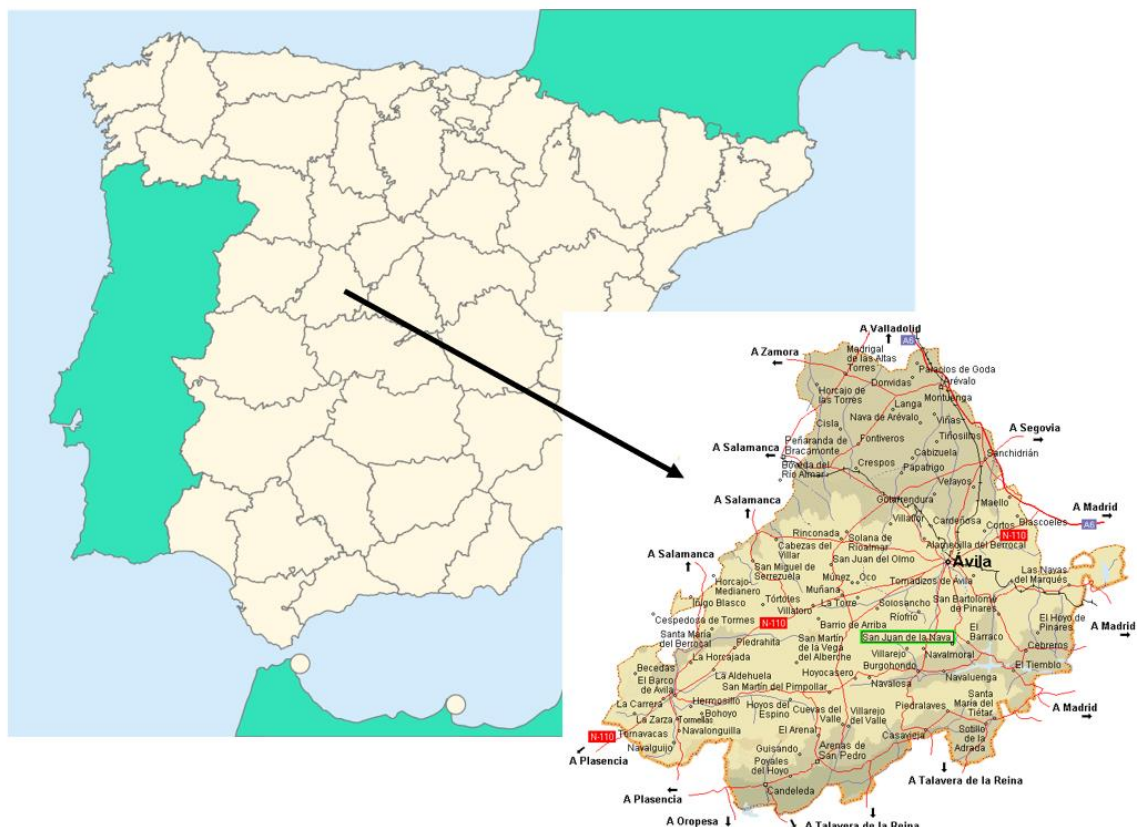 A Valladolid
A6
A Zamora
Madrigal
de las Altas
Torres
Palacios de Goda
Donvidas
Arévalo
Horcajo de
las Torres
Montuenga
Langa
Nava de Arévalo
Viñas
Cisla
A Segovia
Tiñosillos
Fontiveros
Peñaranda de
Bracamonte
A Salamanca
Cabizuela
Sanchidrián
Crespos
Papatrigo
Bóveda del
Río Almar
Velayos
Gotarrendura
Maello
A Salamanca
A Madrid
Villaflor
Cardeñosa
Blascoeles
A6
Cortos
Rinconada
Solana de
Rioalmar
Alamedilla del Berrocal
N-110
Cabezas del
Villar
A Salamanca
San Juan del Olmo
Ávila
San Miguel de
Serrezuela
Las Navas
del Marqués
Horcajo-
Medianero
Múnez
Oco
Tornadizos de Ávila
Muñana
Iñigo Blasco
Tórtoles
Villatoro
La Torre
Solosancho
San Bartolomé
de Pinares
Cespedosa de Tormes
Riofrio
El Hoyo de
Pinares
N-110
Barrio de Arriba
A Madrid
Santa María
del Berrocal
Piedrahita
San Martín
de la Vega
del Alberche
San Juan de la Nava
El
Barraco
Cebreros
La Horcajada
Villarejo
Navalmoral
Becedas
Burgohondo
El Tiemblo
El Barco
de Avila
La Aldehuela
Hoyocasero
Navaluenga
San Martín del Pimpollar
Navalosa
La Carrera
Hermosillo
Hoyos del
Espino
Cuevas del
Valle
Villarejo
del Valle
Piedralaves
Santa
María del
Tiétar
A Madrid
Bohoyo
La Zarza
Tormellas
Navalonguilla
El Arenal
Casavieja
Sotillo
de la
Adrada
N-110
Tornavacas
Navalguijo
Guisando
Arenas de
San Pedro
A Plasencia
Poyales
del Hoyo
A Talavera de la Reina
Candeleda
A Plasencia
A Oropesa
A Talavera de la Reina